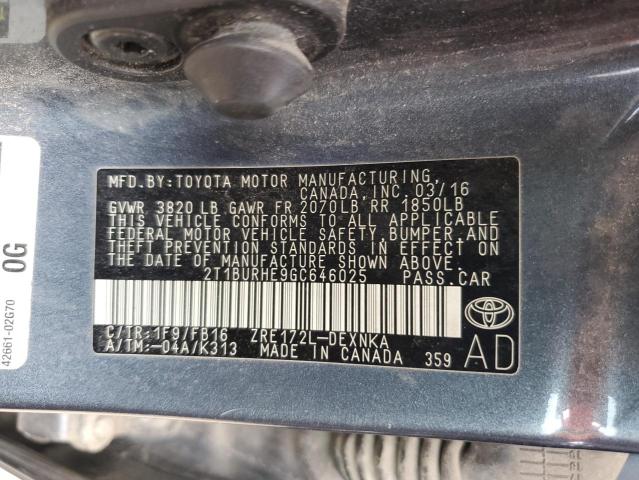 MFD.BY:TOYOTA MOTOR MANUFACTURING,
CANADA, INC. 03/16
GVWR 3820 LB GAWR FR 2070LB RR 1850LB
THIS VEHICLE CONFORMS TO ALL APPLICABLE
FEDERAL MOTOR VEHICLE SAFETY, BUMPER, AND
THEFT PREVENTION STANDARDS IN EFFECT ON
THE DATE OF MANUFACTURE SHOWN ABOVE.
2T1BURHE9GC646025 PASS.CAR
C/TR:1F9/FB16 ZRE172L-DEXNKA
A/TM:-04A/K313 MADE IN CANADA 359
AD
0G
42661-02G70